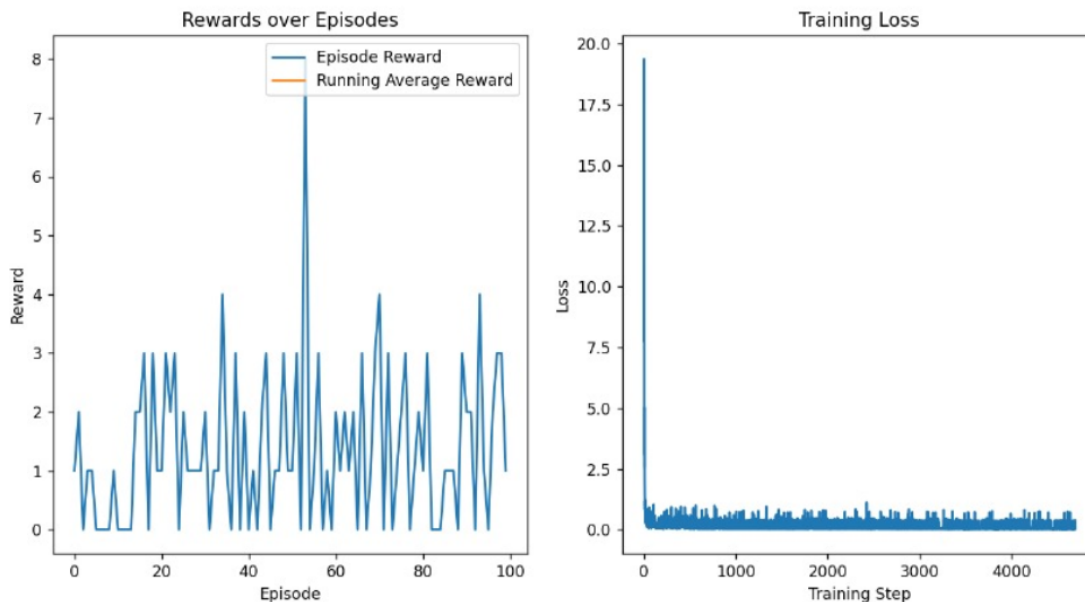 Rewards over Episodes
Episode Reward
Running Average Reward
8
7
6
5
4
3
2
1
0
Reward
0 20 40 60 80 100
Episode
Training Loss
20.0
17.5
15.0
12.5
10.0
7.5
5.0
2.5
0.0
Loss
0 1000 2000 3000 4000
Training Step